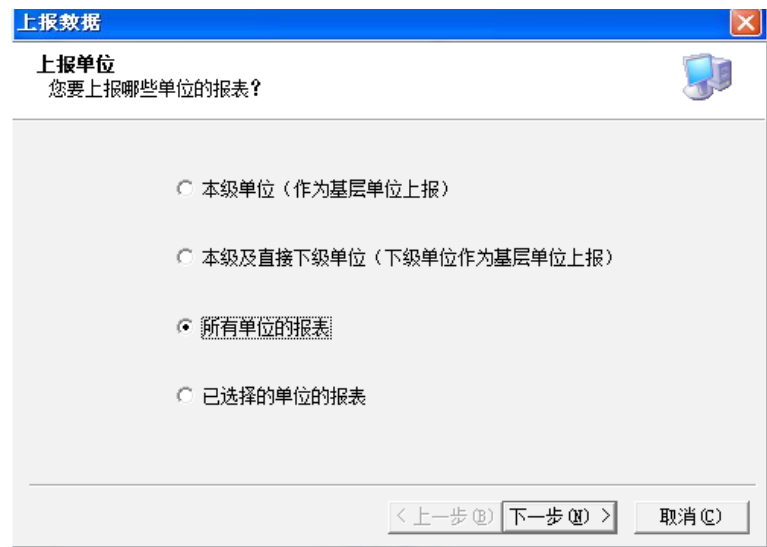 上报数据
上报单位
您要上报哪些单位的报表?
本级单位（作为基层单位上报）
本级及直接下级单位（下级单位作为基层单位上报）
所有单位的报表
已选择的单位的报表
< 上一步(B) 下一步(N) > 取消(C)